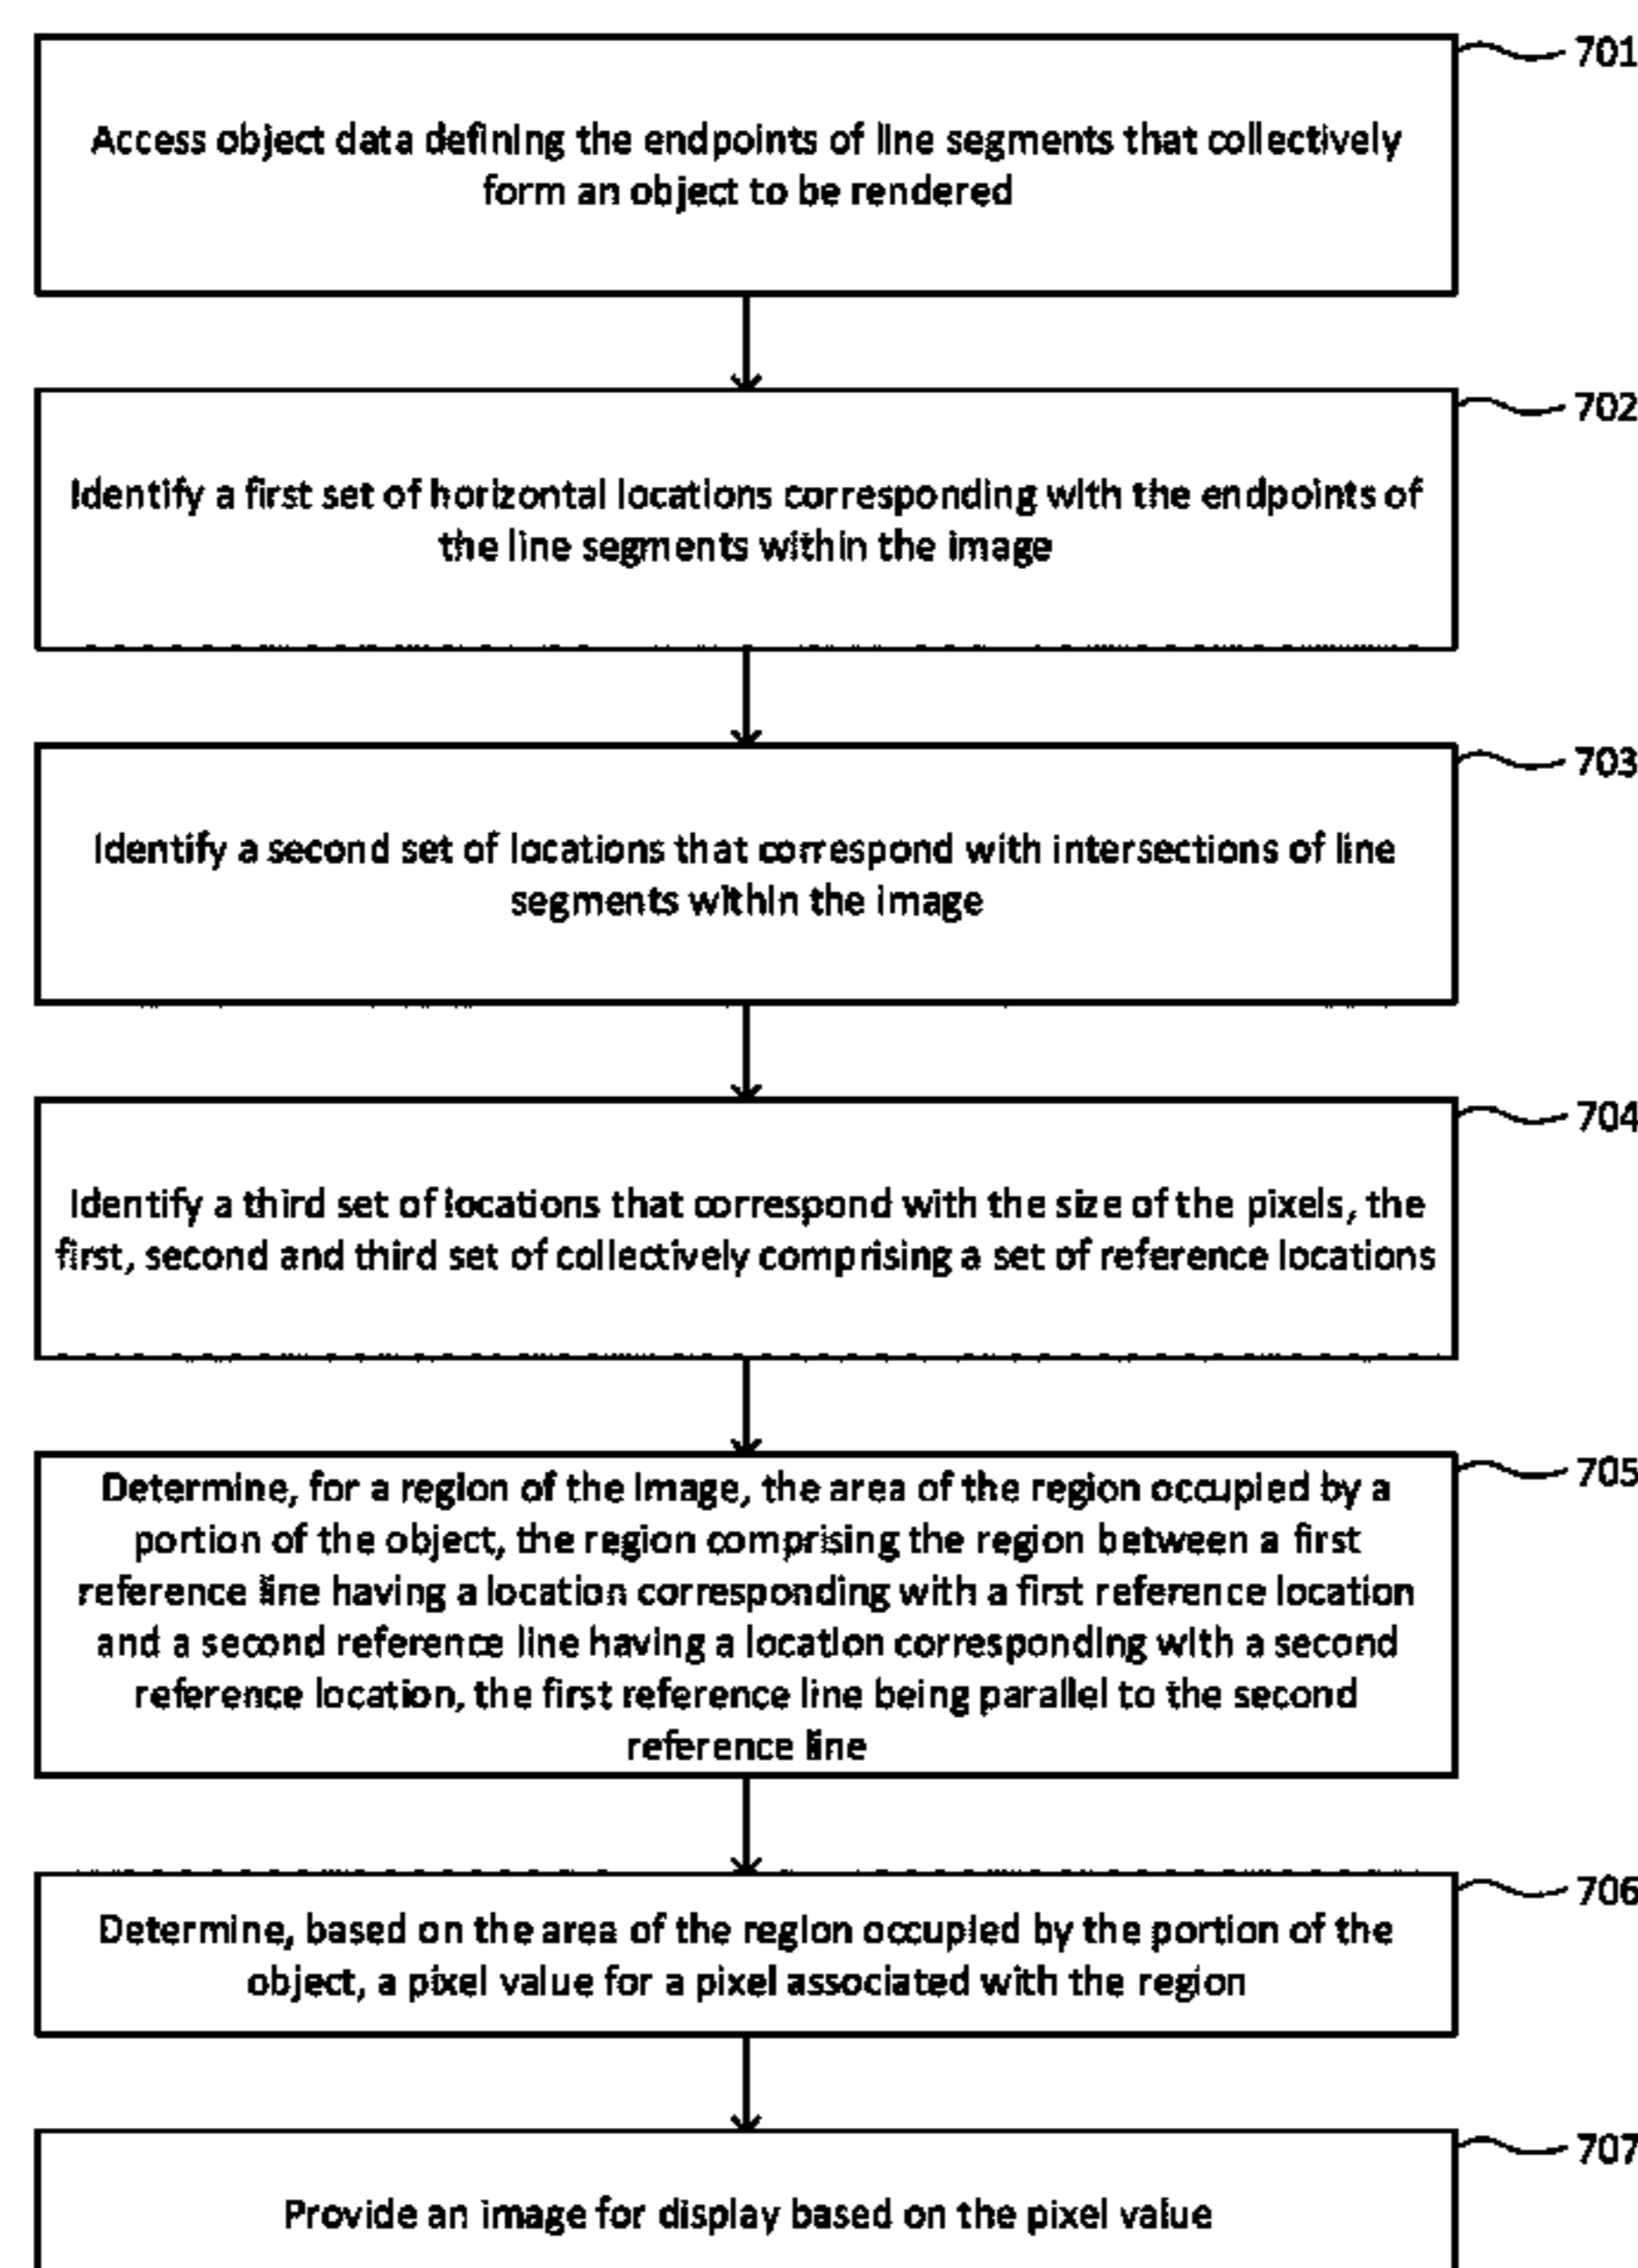 701
Access object data defining the endpoints of line segments that collectively
form an object to be rendered
702
Identify a first set of horizontal locations corresponding with the endpoints of
the line segments within the image
703
Identify a second set of locations that correspond with intersections of line
segments within the image
704
Identify a third set of locations that correspond with the size of the pixels, the
first, second and third set of collectively comprising a set of reference locations
705
Determine, for a region of the image, the area of the region occupied by a
portion of the object, the region comprising the region between a first
reference line having a location corresponding with a first reference location
and a second reference line having a location corresponding with a second
reference location, the first reference line being parallel to the second
reference line
706
Determine, based on the area of the region occupied by the portion of the
object, a pixel value for a pixel associated with the region
707
Provide an image for display based on the pixel value